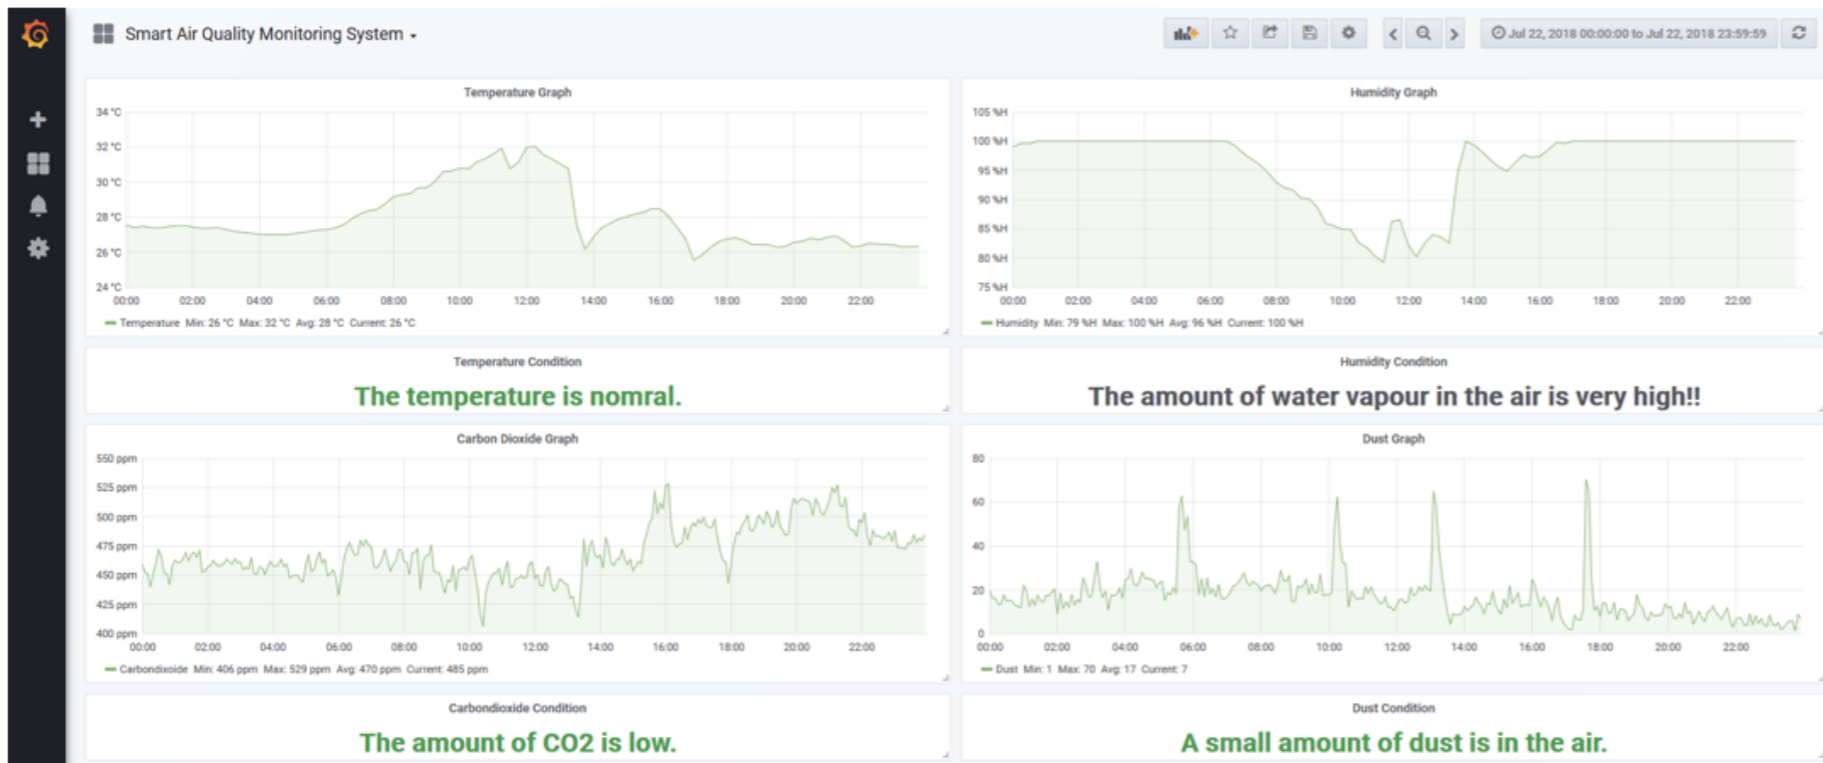 Smart Air Quality Monitoring System
Jul 22, 2018 00:00:00 to Jul 22, 2018 23:59:59
Temperature Graph
34 °C
32 °C
30 °C
28 °C
26 °C
24 °C
00:00 02:00 04:00 06:00 08:00 10:00 12:00 14:00 16:00 18:00 20:00 22:00
Temperature Min: 26 °C Max: 32 °C Avg: 28 °C Current: 26 °C
Humidity Graph
105 %H
100 %H
95 %H
90 %H
85 %H
80 %H
75 %H
00:00 02:00 04:00 06:00 08:00 10:00 12:00 14:00 16:00 18:00 20:00 22:00
Humidity Min: 79 %H Max: 100 %H Avg: 96 %H Current: 100 %H
Temperature Condition
The temperature is nomral.
Humidity Condition
The amount of water vapour in the air is very high!!
Carbon Dioxide Graph
550 ppm
525 ppm
500 ppm
475 ppm
450 ppm
425 ppm
400 ppm
00:00 02:00 04:00 06:00 08:00 10:00 12:00 14:00 16:00 18:00 20:00 22:00
Carbondixoide Min: 406 ppm Max: 529 ppm Avg: 470 ppm Current: 485 ppm
Dust Graph
80
60
40
20
0
00:00 02:00 04:00 06:00 08:00 10:00 12:00 14:00 16:00 18:00 20:00 22:00
Dust Min: 1 Max: 70 Avg: 17 Current: 7
Carbondioxide Condition
The amount of CO2 is low.
Dust Condition
A small amount of dust is in the air.